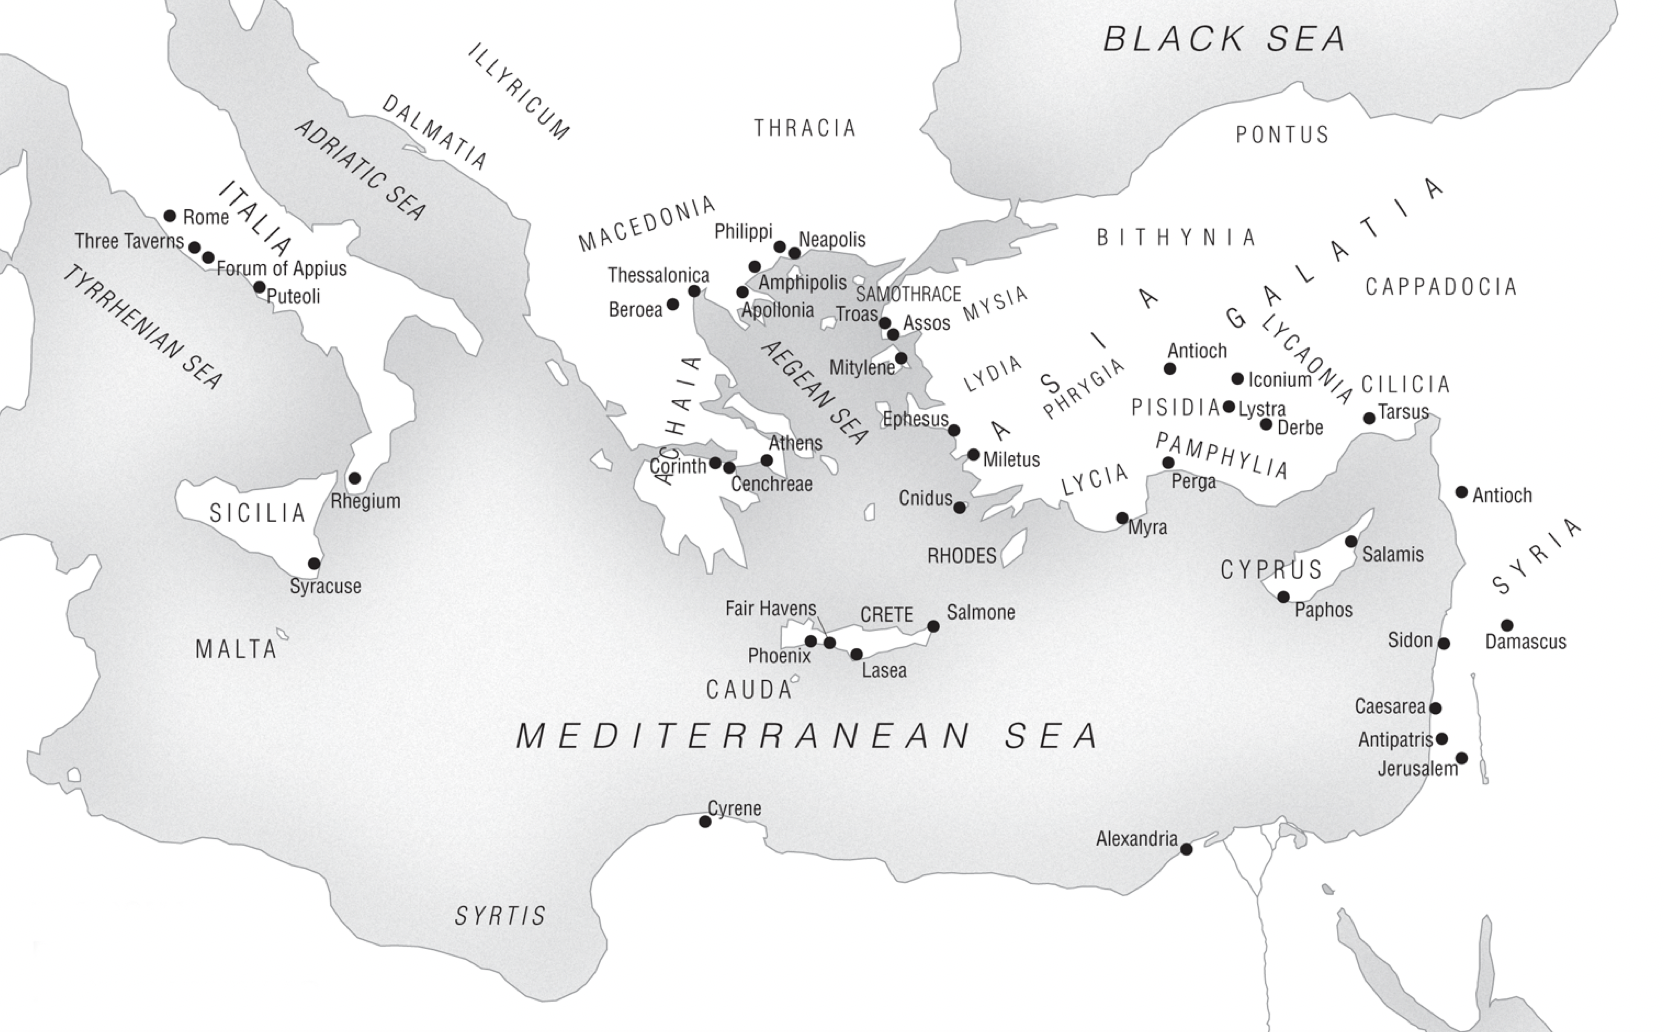 BLACK SEA
ILLYRICUM
DALMATIA
ADRIATIC SEA
THRACIA
PONTUS
ITALIA
Rome
Three Taverns
Forum of Appius
Puteoli
TYRRHENIAN SEA
MACEDONIA
Philippi
Neapolis
Thessalonica
Amphipolis
Beroea
Apollonia
SAMOTHRACE
Troas
Assos
MYSIA
Mitylene
AEGEAN SEA
BITHYNIA
GALATIA
CAPPADOCIA
ASIA
LYDIA
PHRYGIA
Antioch
LYCAONIA
Iconium
CILICIA
PISIDIA
Lystra
Derbe
Tarsus
ACHAIA
Ephesus
Athens
Corinth
Cenchreae
Miletus
PAMPHYLIA
LYCIA
Perga
Cnidus
Myra
Antioch
Rhegium
SICILIA
Syracuse
RHODES
CYPRUS
Salamis
Paphos
SYRIA
Fair Havens
CRETE
Salmone
Phoenix
Lasea
MALTA
CAUDA
Sidon
Damascus
MEDITERRANEAN SEA
Caesarea
Antipatris
Jerusalem
Cyrene
Alexandria
SYRTIS